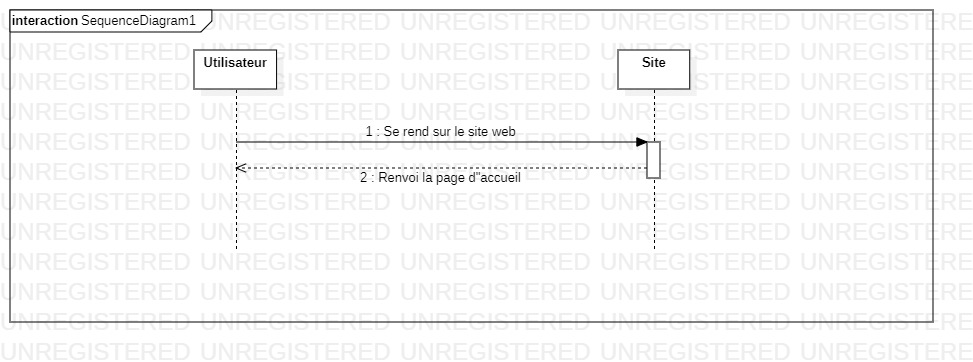 interaction SequenceDiagram1
Utilisateur
Site
1 : Se rend sur le site web
2 : Renvoi la page d"accueil
UNREGISTERED UNREGISTERED UNREGISTERED UNREGISTERED UNREGISTERED